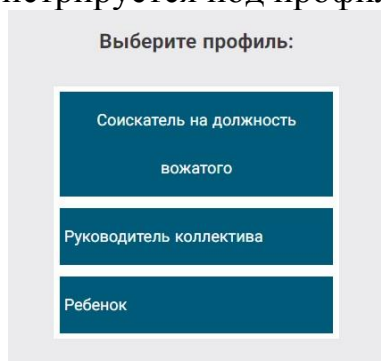 Выберите профиль:
Соискатель на должность
вожатого
Руководитель коллектива
Ребенок